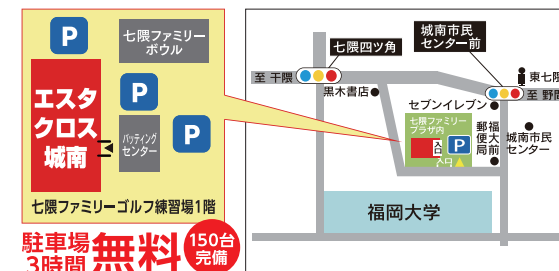 P
七隈ファミリー
ボウル
エスタ
クロス
城南
P
バッティング
センター
P
七隈ファミリーゴルフ練習場1階
駐車場
3時間
無料
150台
完備
七隈四ツ角
城南市民
センター前
至 干隈
黒木書店
東七隈
至 野間
セブンイレブン
七隈ファミリー
プラザ内
入口
P
入口
福大前
郵便局
城南市民
センター
福岡大学